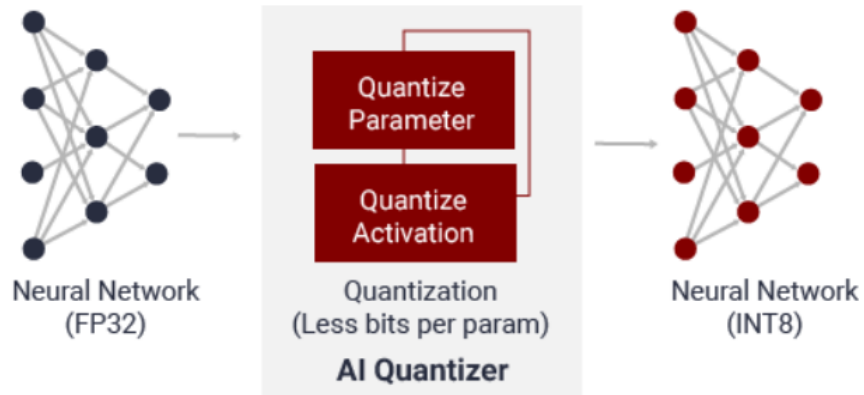 Quantize
Parameter
Quantize
Activation
Neural Network
(FP32)
Quantization
(Less bits per param)
AI Quantizer
Neural Network
(INT8)